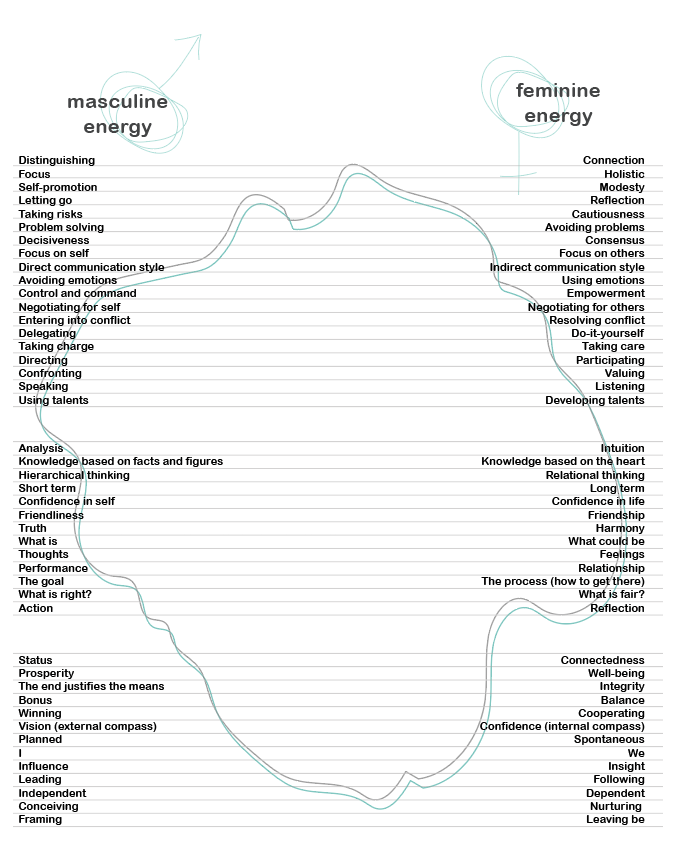 masculine
energy
feminine
energy
Distinguishing Connection
Focus Holistic
Self-promotion Modesty
Letting go Reflection
Taking risks Cautiousness
Problem solving Avoiding problems
Decisiveness Consensus
Focus on self Focus on others
Direct communication style Indirect communication style
Avoiding emotions Using emotions
Control and command Empowerment
Negotiating for self Negotiating for others
Entering into conflict Resolving conflict
Delegating Do-it-yourself
Taking charge Taking care
Directing Participating
Confronting Valuing
Speaking Listening
Using talents Developing talents
Analysis Intuition
Knowledge based on facts and figures Knowledge based on the heart
Hierarchical thinking Relational thinking
Short term Long term
Confidence in self Confidence in life
Friendliness Friendship
Truth Harmony
What is What could be
Thoughts Feelings
Performance Relationship
The goal The process (how to get there)
What is right? What is fair?
Action Reflection
Status Connectedness
Prosperity Well-being
The end justifies the means Integrity
Bonus Balance
Winning Cooperating
Vision (external compass) Confidence (internal compass)
Planned Spontaneous
I We
Influence Insight
Leading Following
Independent Dependent
Conceiving Nurturing
Framing Leaving be